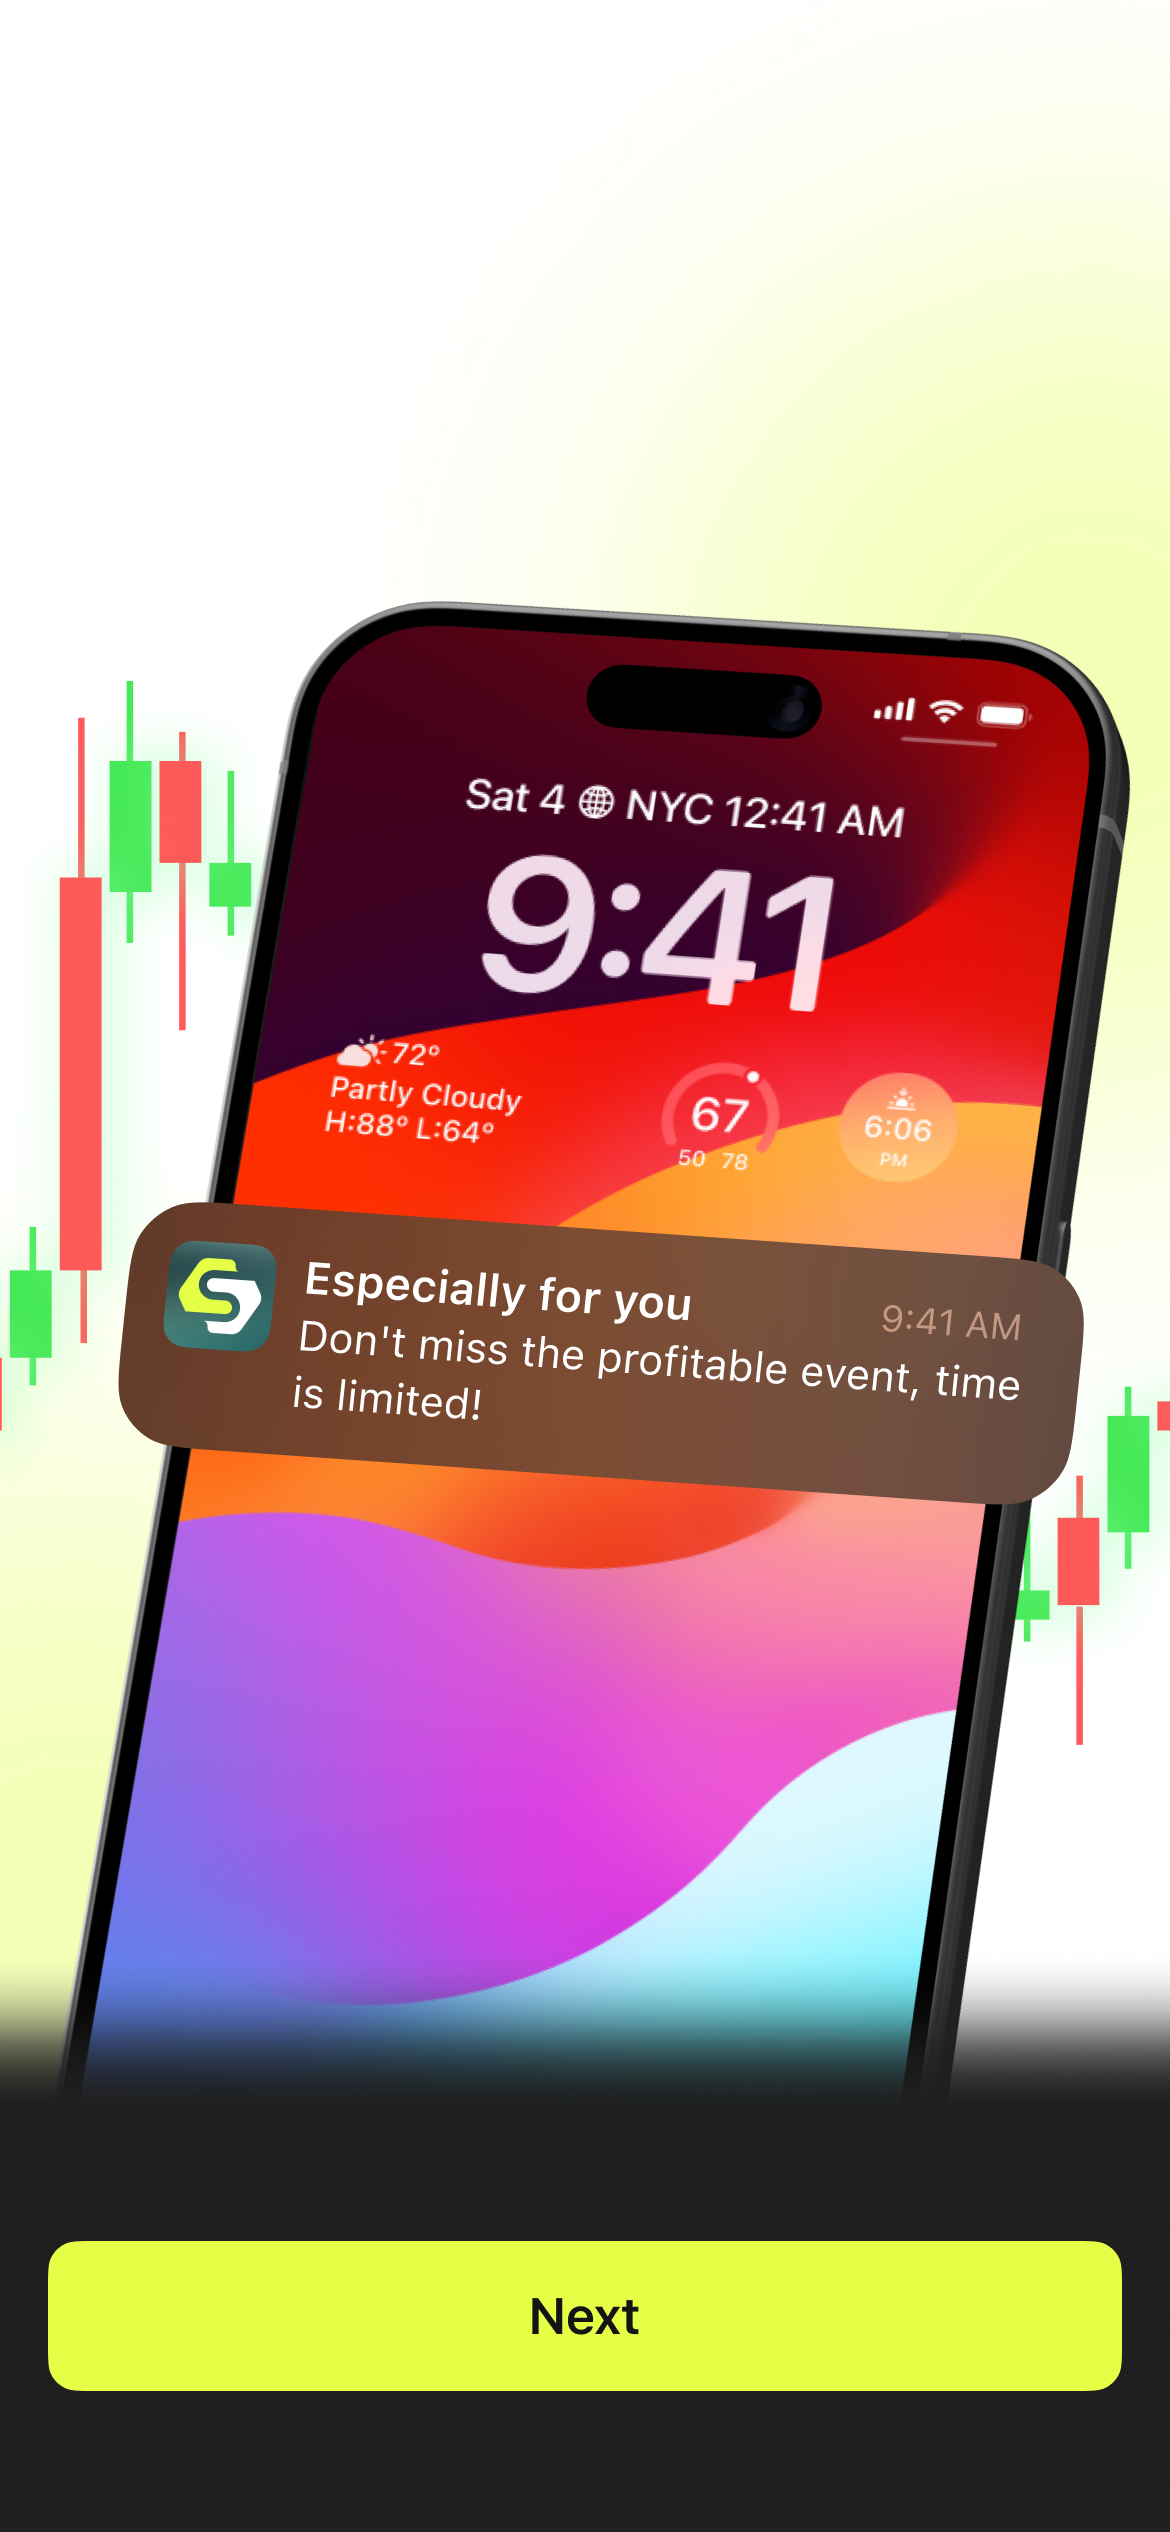 Sat 4 NYC 12:41 AM
9:41
72°
Partly Cloudy
H:88° L:64°
67
50 78
6:06
PM
Especially for you
9:41 AM
Don't miss the profitable event, time
is limited!
Next